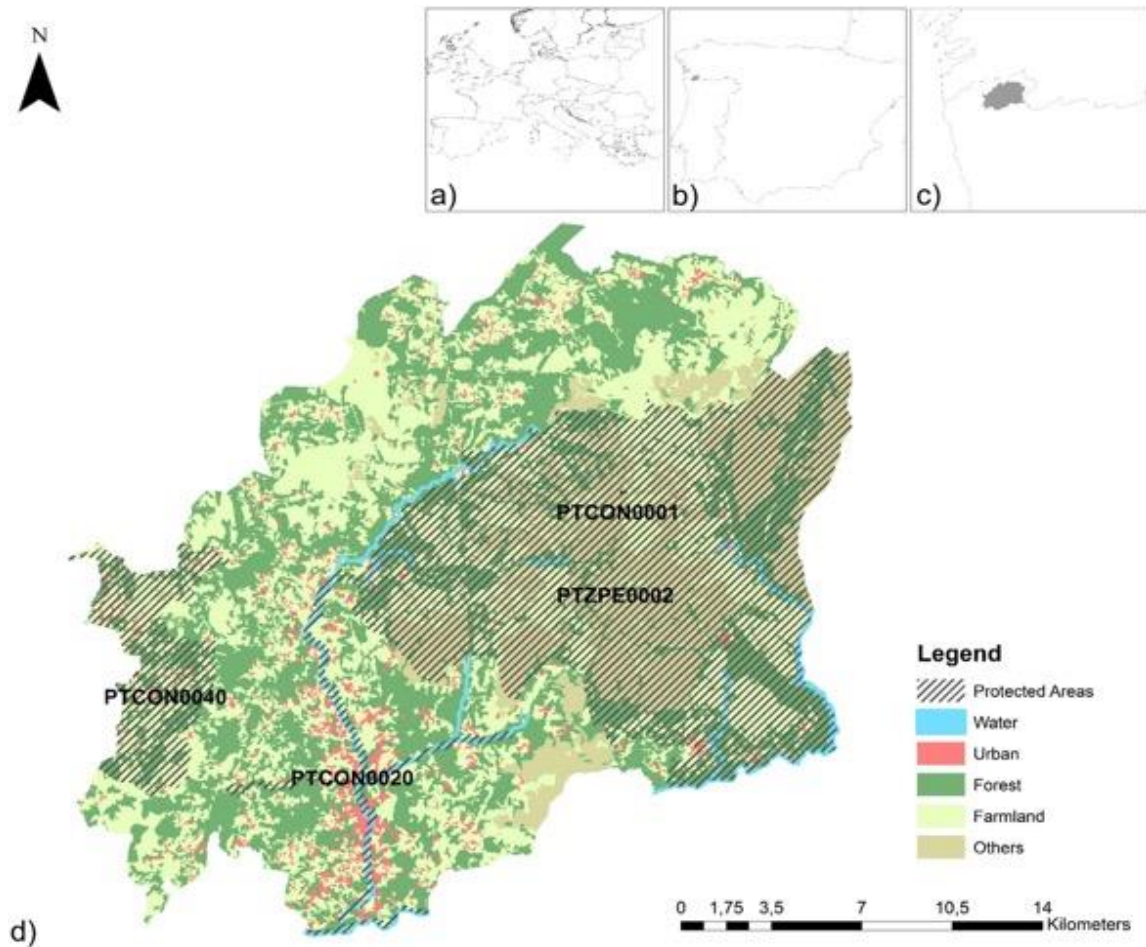 N
a)
b)
c)
PTCON0001
PTZPE0002
PTCON0040
PTCON0020
Legend
Protected Areas
Water
Urban
Forest
Farmland
Others
0 1,75 3,5 7 10,5 14
Kilometers
d)